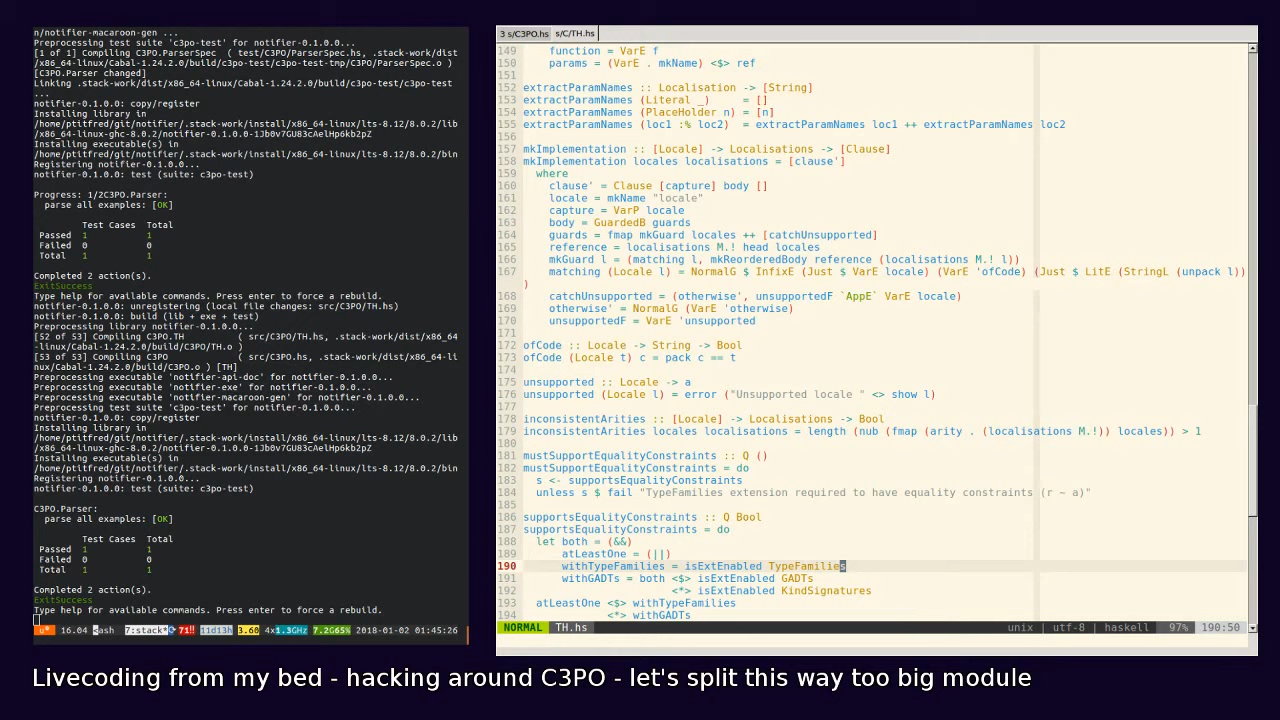 n/notifier-macaroon-gen ...
Preprocessing test suite 'c3po-test' for notifier-0.1.0.0...
[1 of 1] Compiling C3PO.ParserSpec  ( test/C3PO/ParserSpec.hs, .stack-work/dist
/x86_64-linux/Cabal-1.24.2.0/build/c3po-test/c3po-test-tmp/C3PO/ParserSpec.o )
[C3PO.Parser changed]
Linking .stack-work/dist/x86_64-linux/Cabal-1.24.2.0/build/c3po-test/c3po-test
...
notifier-0.1.0.0: copy/register
Installing library in
/home/ptitfred/git/notifier/.stack-work/install/x86_64-linux/lts-8.12/8.0.2/lib
/x86_64-linux-ghc-8.0.2/notifier-0.1.0.0-1Jb0v7GU83cAelHp6kb2pZ
Installing executable(s) in
/home/ptitfred/git/notifier/.stack-work/install/x86_64-linux/lts-8.12/8.0.2/bin
Registering notifier-0.1.0.0...
notifier-0.1.0.0: test (suite: c3po-test)
Progress: 1/2C3PO.Parser:
  parse all examples: [OK]
        Test Cases  Total
Passed  1           1
Failed  0           0
Total   1           1
Completed 2 action(s).
ExitSuccess
Type help for available commands. Press enter to force a rebuild.
notifier-0.1.0.0: unregistering (local file changes: src/C3PO/TH.hs)
notifier-0.1.0.0: build (lib + exe + test)
Preprocessing library notifier-0.1.0.0...
[52 of 53] Compiling C3PO.TH          ( src/C3PO/TH.hs, .stack-work/dist/x86_64
-linux/Cabal-1.24.2.0/build/C3PO/TH.o )
[53 of 53] Compiling C3PO             ( src/C3PO.hs, .stack-work/dist/x86_64-li
nux/Cabal-1.24.2.0/build/C3PO.o ) [TH]
Preprocessing executable 'notifier-api-doc' for notifier-0.1.0.0...
Preprocessing executable 'notifier-exe' for notifier-0.1.0.0...
Preprocessing executable 'notifier-macaroon-gen' for notifier-0.1.0.0...
Preprocessing test suite 'c3po-test' for notifier-0.1.0.0...
notifier-0.1.0.0: copy/register
Installing library in
/home/ptitfred/git/notifier/.stack-work/install/x86_64-linux/lts-8.12/8.0.2/lib
/x86_64-linux-ghc-8.0.2/notifier-0.1.0.0-1Jb0v7GU83cAelHp6kb2pZ
Installing executable(s) in
/home/ptitfred/git/notifier/.stack-work/install/x86_64-linux/lts-8.12/8.0.2/bin
Registering notifier-0.1.0.0...
notifier-0.1.0.0: test (suite: c3po-test)
C3PO.Parser:
  parse all examples: [OK]
        Test Cases  Total
Passed  1           1
Failed  0           0
Total   1           1
Completed 2 action(s).
ExitSuccess
Type help for available commands. Press enter to force a rebuild.
u* 16.04 <ash 7:stack* 71!! 11d13h 3.60 4x1.3GHz 7.2G65% 2018-01-02 01:45:26
3 s/C3PO.hs  s/C/TH.hs
149     function = VarE f
150     params = (VarE . mkName) <$> ref
151
152 extractParamNames :: Localisation -> [String]
153 extractParamNames (Literal _)     = []
154 extractParamNames (PlaceHolder n) = [n]
155 extractParamNames (loc1 :% loc2)  = extractParamNames loc1 ++ extractParamNames loc2
156
157 mkImplementation :: [Locale] -> Localisations -> [Clause]
158 mkImplementation locales localisations = [clause']
159   where
160     clause' = Clause [capture] body []
161     locale = mkName "locale"
162     capture = VarP locale
163     body = GuardedB guards
164     guards = fmap mkGuard locales ++ [catchUnsupported]
165     reference = localisations M.! head locales
166     mkGuard l = (matching l, mkReorderedBody reference (localisations M.! l))
167     matching (Locale l) = NormalG $ InfixE (Just $ VarE locale) (VarE 'ofCode) (Just $ LitE (StringL (unpack l))
)
168     catchUnsupported = (otherwise', unsupportedF `AppE` VarE locale)
169     otherwise' = NormalG (VarE 'otherwise)
170     unsupportedF = VarE 'unsupported
171
172 ofCode :: Locale -> String -> Bool
173 ofCode (Locale t) c = pack c == t
174
175 unsupported :: Locale -> a
176 unsupported (Locale l) = error ("Unsupported locale " <> show l)
177
178 inconsistentArities :: [Locale] -> Localisations -> Bool
179 inconsistentArities locales localisations = length (nub (fmap (arity . (localisations M.!)) locales)) > 1
180
181 mustSupportEqualityConstraints :: Q ()
182 mustSupportEqualityConstraints = do
183   s <- supportsEqualityConstraints
184   unless s $ fail "TypeFamilies extension required to have equality constraints (r ~ a)"
185
186 supportsEqualityConstraints :: Q Bool
187 supportsEqualityConstraints = do
188   let both = (&&)
189       atLeastOne = (||)
190       withTypeFamilies = isExtEnabled TypeFamilies
191       withGADTs = both <$> isExtEnabled GADTs
192                        <*> isExtEnabled KindSignatures
193   atLeastOne <$> withTypeFamilies
194              <*> withGADTs
NORMAL  TH.hs  unix | utf-8 | haskell  97%  190:50
Livecoding from my bed - hacking around C3PO - let's split this way too big module